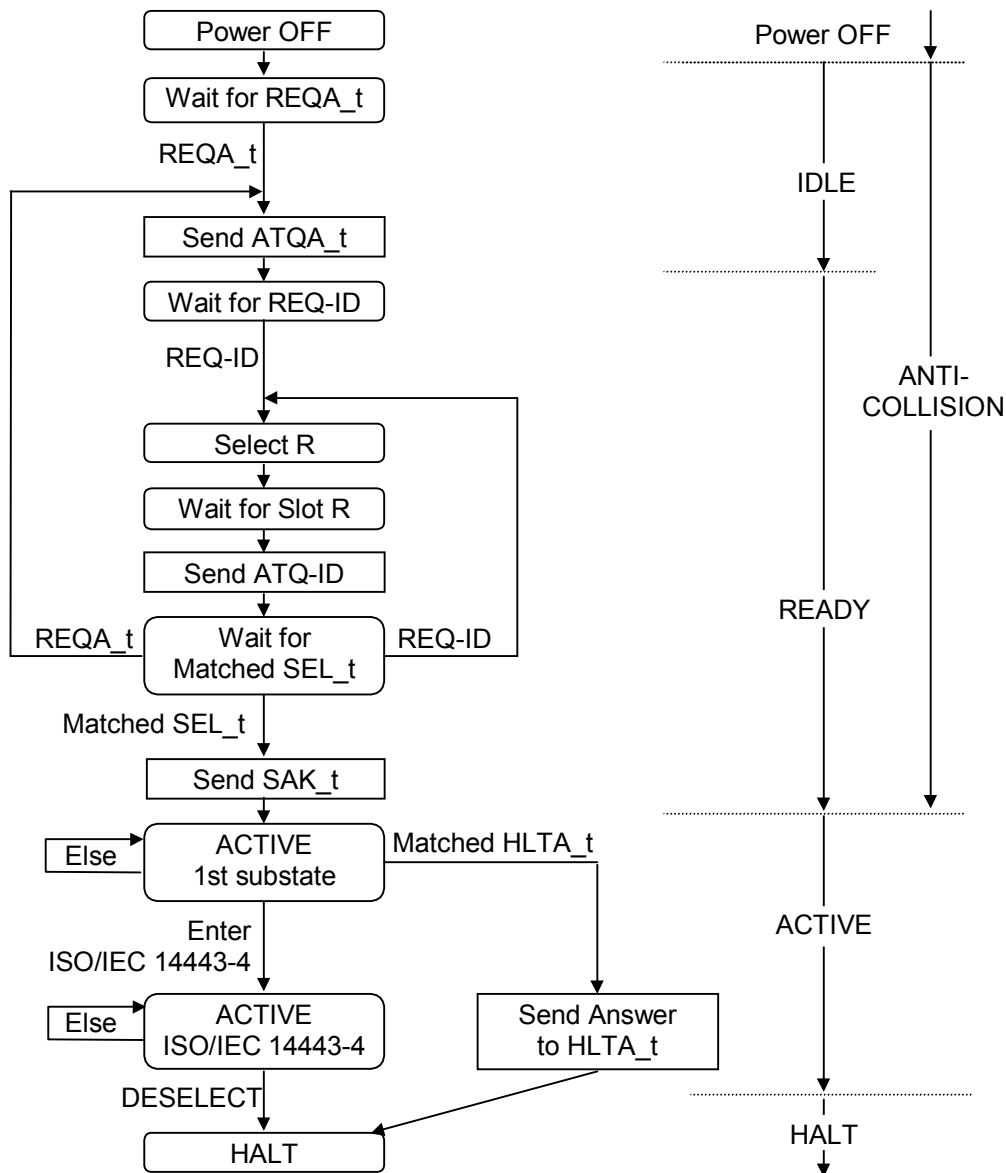 Power OFF
Power OFF
Wait for REQA_t
REQA_t
IDLE
Send ATQA_t
Wait for REQ-ID
REQ-ID
ANTI-
COLLISION
Select R
Wait for Slot R
Send ATQ-ID
READY
REQA_t
Wait for
Matched SEL_t
REQ-ID
Matched SEL_t
Send SAK_t
Else
ACTIVE
1st substate
Matched HLTA_t
ACTIVE
Enter
ISO/IEC 14443-4
Else
ACTIVE
ISO/IEC 14443-4
Send Answer
to HLTA_t
DESELECT
HALT
HALT